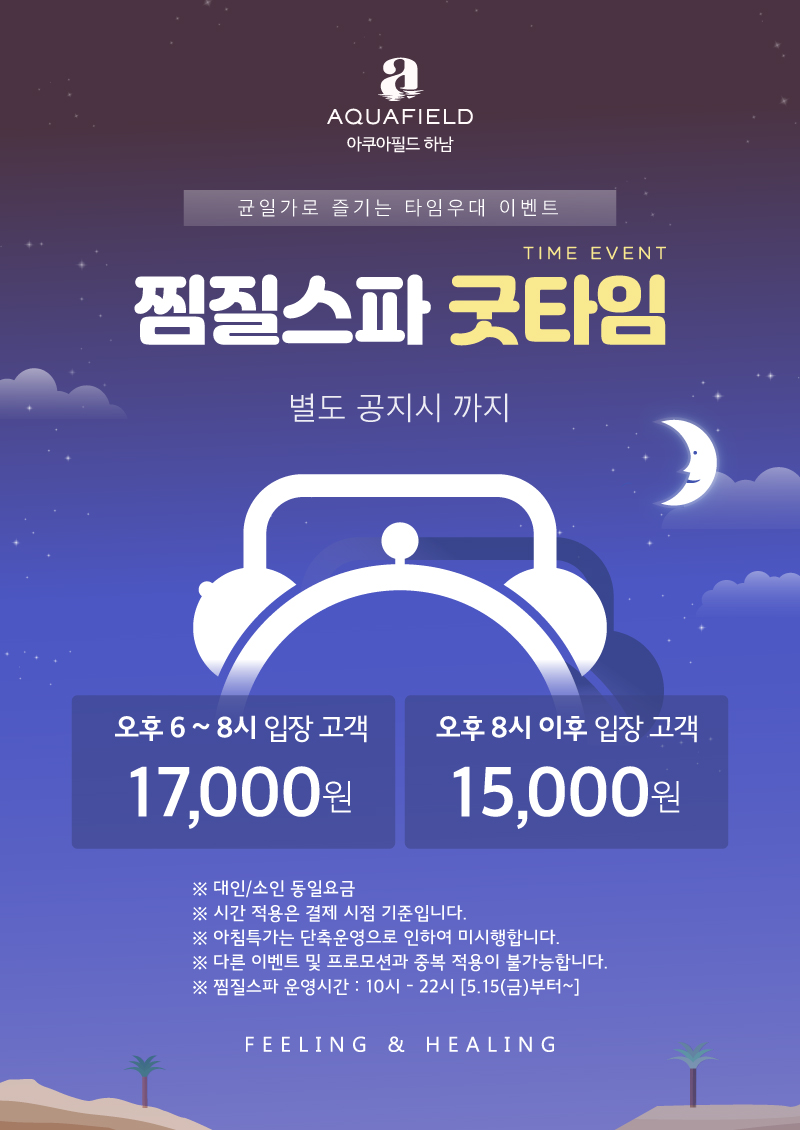 a
AQUAFIELD
아쿠아필드 하남
균일가로 즐기는 타임우대 이벤트
TIME EVENT
찜질스파 굿타임
별도 공지시 까지
오후 6 ~ 8시 입장 고객
17,000원
오후 8시 이후 입장 고객
15,000원
※ 대인/소인 동일요금
※ 시간 적용은 결제 시점 기준입니다.
※ 아침특가는 단축운영으로 인하여 미시행합니다.
※ 다른 이벤트 및 프로모션과 중복 적용이 불가능합니다.
※ 찜질스파 운영시간 : 10시 - 22시 [5.15(금)부터~]
FEELING & HEALING